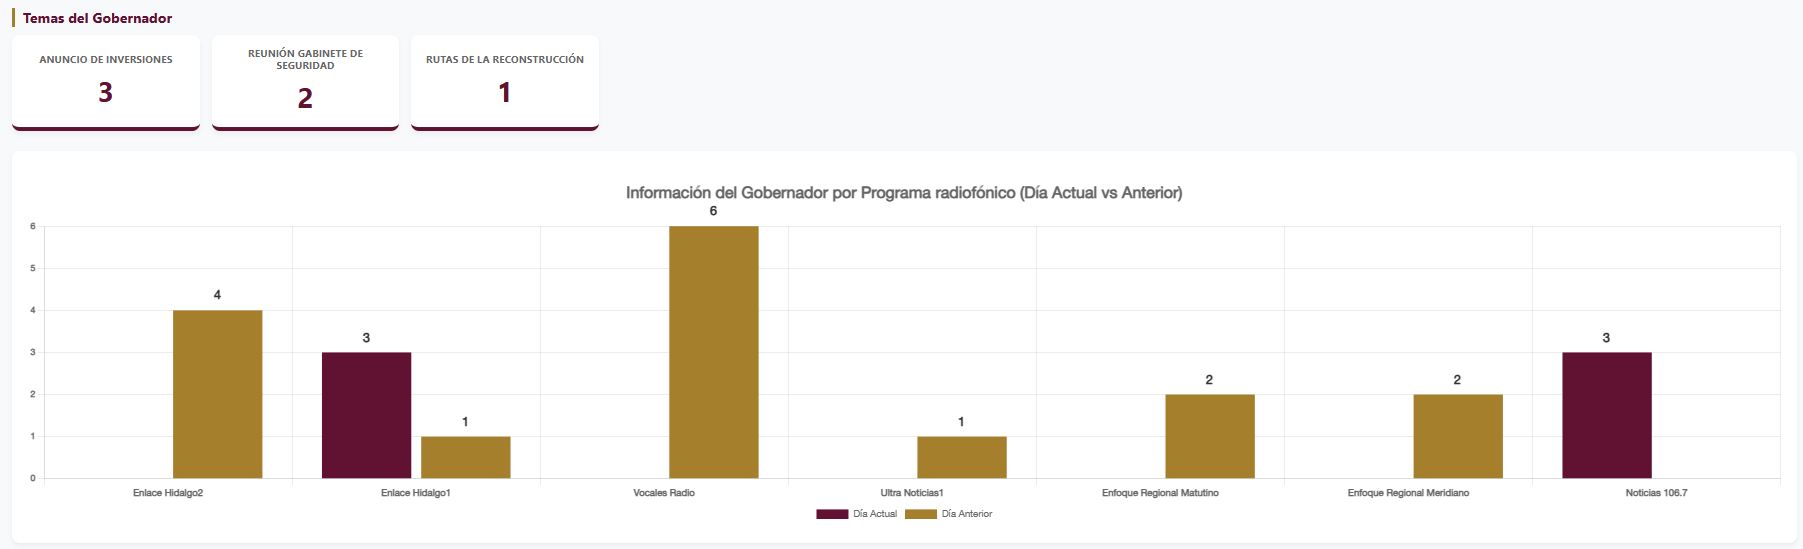 Temas del Gobernador
ANUNCIO DE INVERSIONES
3
REUNIÓN GABINETE DE
SEGURIDAD
2
RUTAS DE LA RECONSTRUCCIÓN
1
Información del Gobernador por Programa radiofónico (Día Actual vs Anterior)
6
5
4
3
2
1
0
4
3
1
6
1
2
2
3
Enlace Hidalgo2
Enlace Hidalgo1
Vocales Radio
Ultra Noticias1
Enfoque Regional Matutino
Enfoque Regional Meridiano
Noticias 106.7
Día Actual
Día Anterior